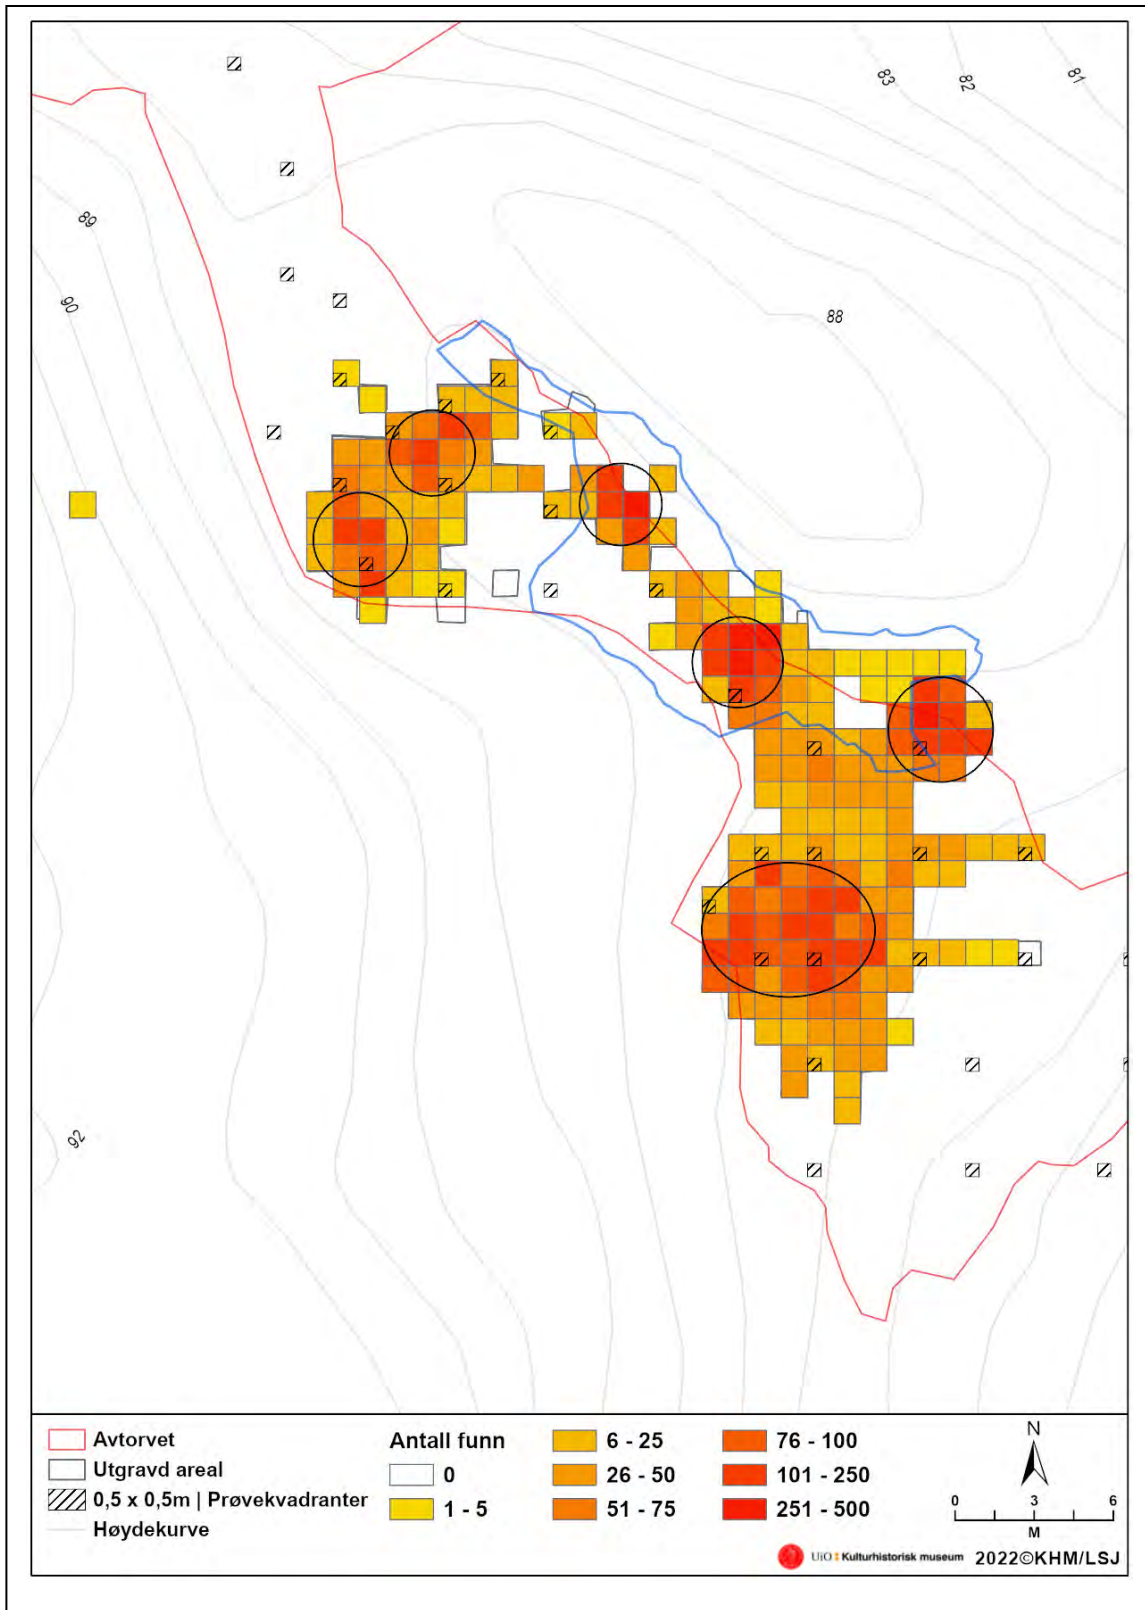 83
82
81
89
90
88
92
Avtorvet
Utgravd areal
0,5 x 0,5m | Prøvekvadranter
Høydekurve
Antall funn
0
1 - 5
6 - 25
26 - 50
51 - 75
76 - 100
101 - 250
251 - 500
N
0 3 6
M
UiO Kulturhistorisk museum 2022©KHM/LSJ